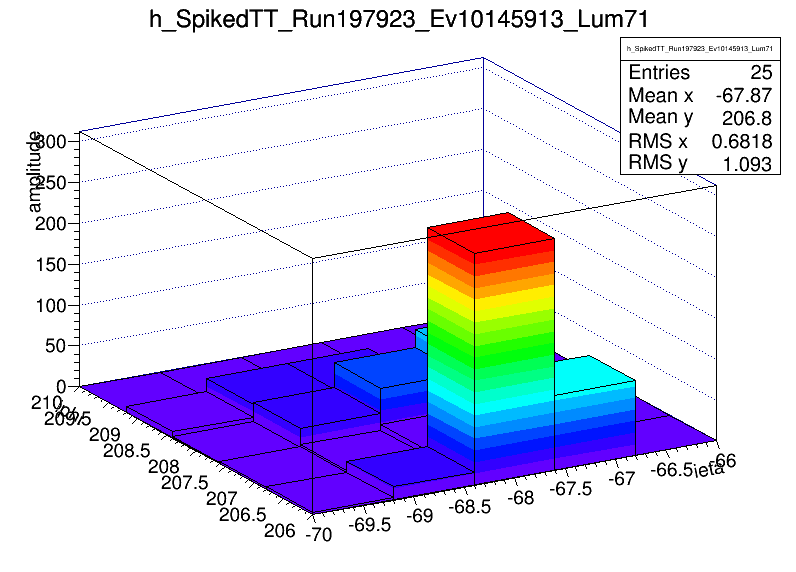 h_SpikedTT_Run197923_Ev10145913_Lum71
h_SpikedTT_Run197923_Ev10145913_Lum71
Entries 25
Mean x -67.87
Mean y 206.8
RMS x 0.6818
RMS y 1.093
amplitude
300
250
200
150
100
50
0
210
209.5
209
208.5
208
207.5
207
206.5
206
-70
-69.5
-69
-68.5
-68
-67.5
-67
-66.5
-66
ieta